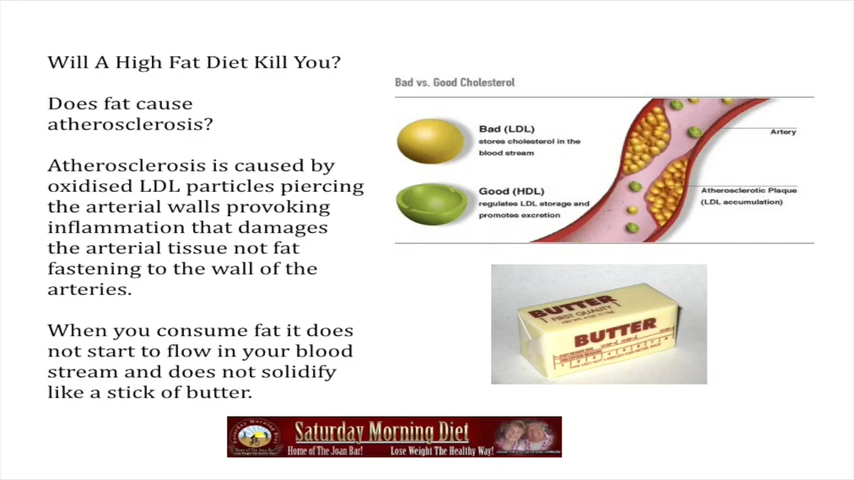 Will A High Fat Diet Kill You?
Does fat cause
atherosclerosis?
Atherosclerosis is caused by
oxidised LDL particles piercing
the arterial walls provoking
inflammation that damages
the arterial tissue not fat
fastening to the wall of the
arteries.
When you consume fat it does
not start to flow in your blood
stream and does not solidify
like a stick of butter.
Bad vs. Good Cholesterol
Bad (LDL)
stores cholesterol in the
blood stream
Good (HDL)
regulates LDL storage and
promotes excretion
Artery
Atherosclerotic Plaque
(LDL accumulation)
BUTTER
FIRST QUALITY
BUTTER
Saturday Morning Diet
Home of The Joan Bar!
Lose Weight The Healthy Way!